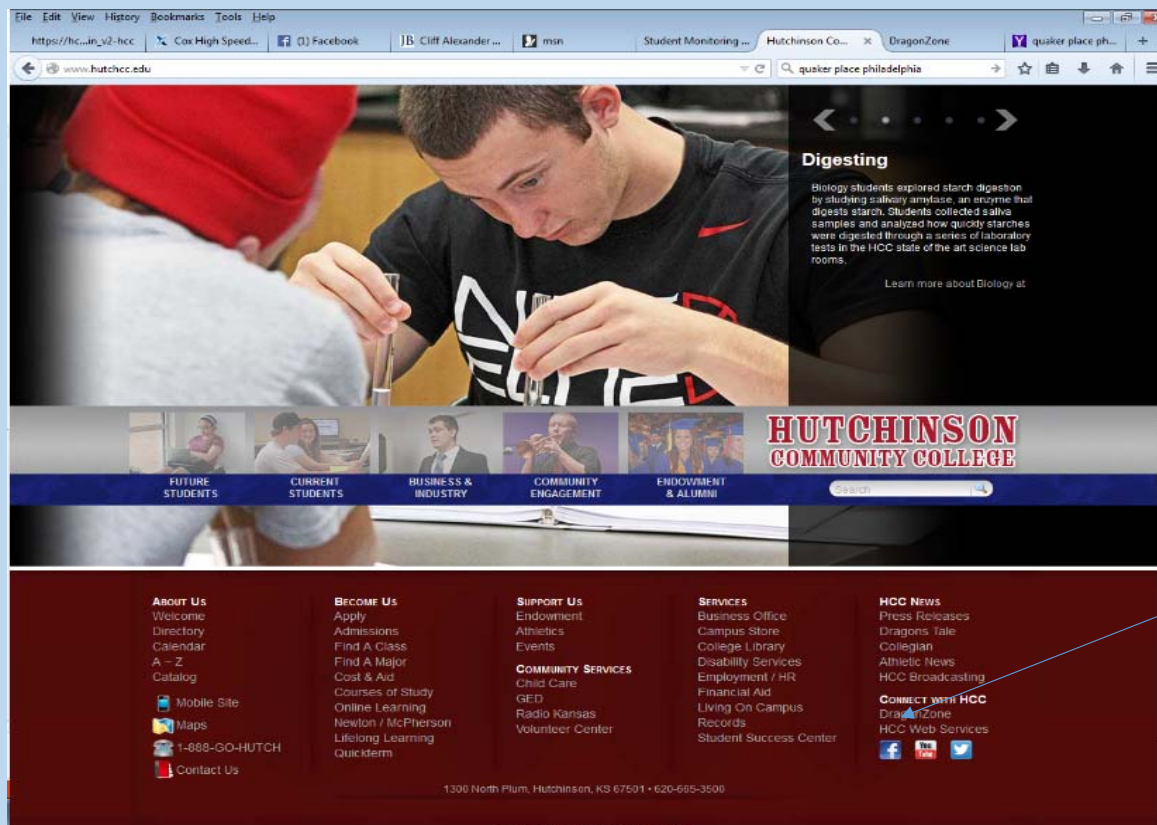 File Edit View History Bookmarks Tools Help
https://hc...in_v2-hcc Cox High Speed... (1) Facebook JB Cliff Alexander ... msn Student Monitoring ... Hutchinson Co... × DragonZone quaker place ph... +
www.hutchcc.edu quaker place philadelphia
Digesting
Biology students explored starch digestion
by studying salivary amylase, an enzyme that
digests starch. Students collected saliva
samples and analyzed how quickly starches
were digested through a series of laboratory
tests in the HCC state of the art science lab
rooms.
Learn more about Biology at
HUTCHINSON
COMMUNITY COLLEGE
FUTURE
STUDENTS
CURRENT
STUDENTS
BUSINESS &
INDUSTRY
COMMUNITY
ENGAGEMENT
ENDOWMENT
& ALUMNI
Search
ABOUT US
Welcome
Directory
Calendar
A – Z
Catalog
Mobile Site
Maps
1-888-GO-HUTCH
Contact Us
BECOME US
Apply
Admissions
Find A Class
Find A Major
Cost & Aid
Courses of Study
Online Learning
Newton / McPherson
Lifelong Learning
Quickterm
SUPPORT US
Endowment
Athletics
Events
COMMUNITY SERVICES
Child Care
GED
Radio Kansas
Volunteer Center
SERVICES
Business Office
Campus Store
College Library
Disability Services
Employment / HR
Financial Aid
Living On Campus
Records
Student Success Center
HCC NEWS
Press Releases
Dragons Tale
Collegian
Athletic News
HCC Broadcasting
CONNECT WITH HCC
DragonZone
HCC Web Services
You Tube
1300 North Plum, Hutchinson, KS 67501 • 620-665-3500